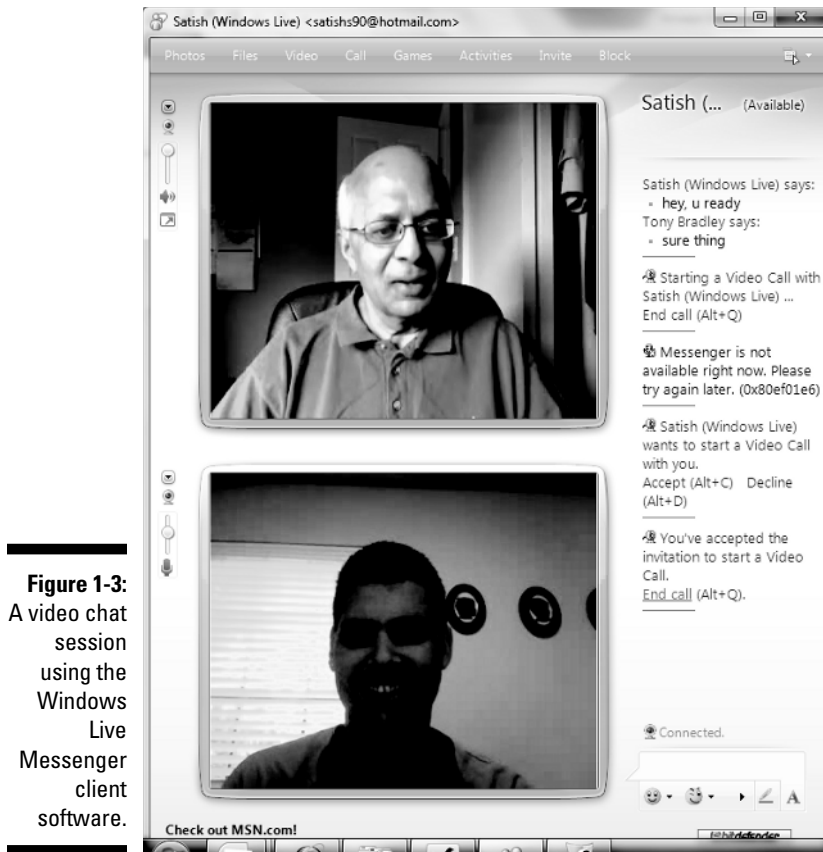 Satish (Windows Live) <satishs90@hotmail.com>
Photos Files Video Call Games Activities Invite Block
Satish (... (Available)
Satish (Windows Live) says:
hey, u ready
Tony Bradley says:
sure thing
Starting a Video Call with
Satish (Windows Live) ...
End call (Alt+Q)
Messenger is not
available right now. Please
try again later. (0x80ef01e6)
Satish (Windows Live)
wants to start a Video Call
with you.
Accept (Alt+C) Decline
(Alt+D)
You've accepted the
invitation to start a Video
Call.
End call (Alt+Q).
Connected.
A
Check out MSN.com!
bitdefender
Figure 1-3:
A video chat
session
using the
Windows
Live
Messenger
client
software.